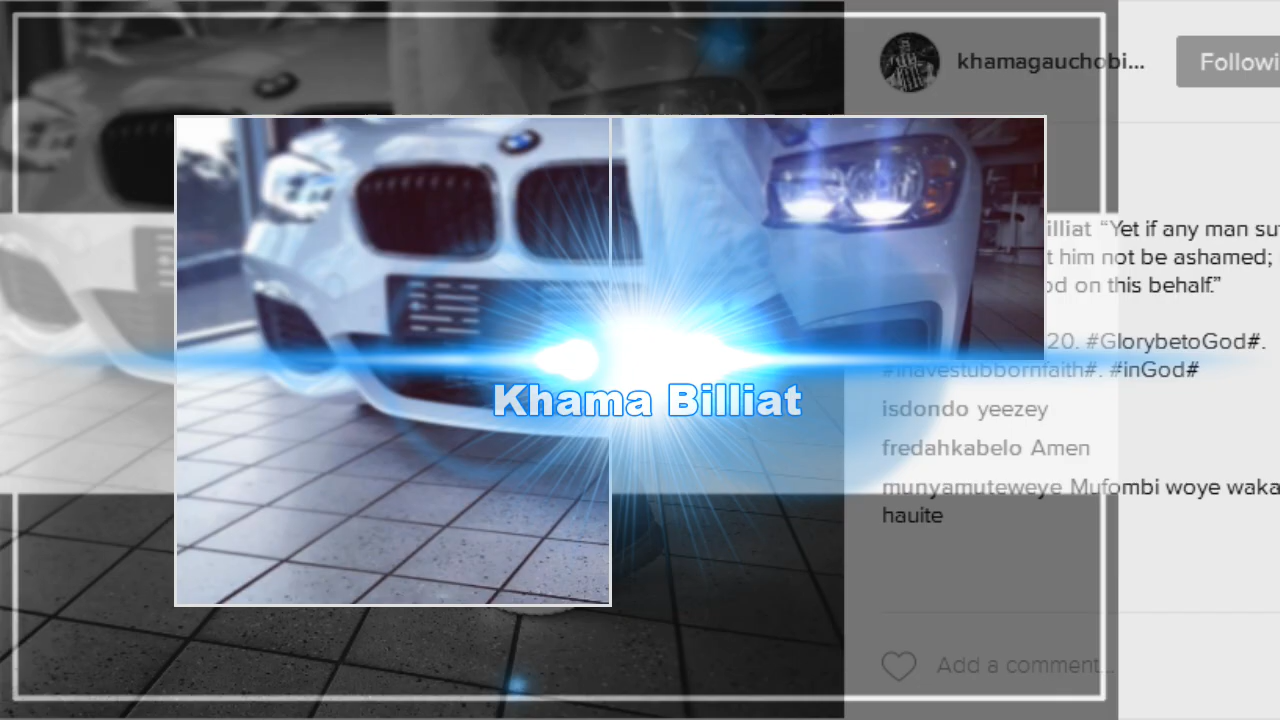 khamagauchobi...
Followi
illiat “Yet if any man su
t him not be ashamed;
od on this behalf.”
20. #GlorybetoGod#.
#ihavestubbornfaith#. #inGod#
Khama Billiat
isdondo yeezey
fredahkabelo Amen
munyamuteweye Mufombi woye waka
hauite
Add a comment...